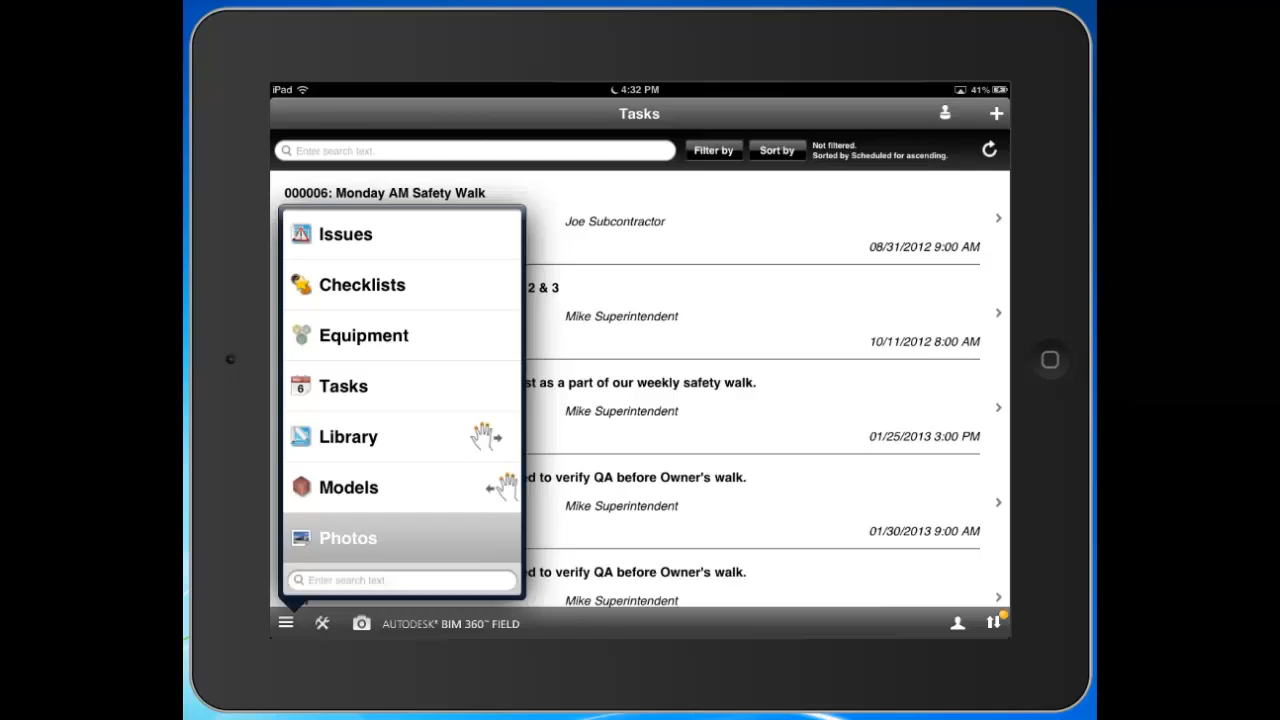 iPad 4:32 PM 41%
Tasks
Enter search text. Filter by Sort by Not filtered.
Sorted by Scheduled for ascending.
000006: Monday AM Safety Walk
Joe Subcontractor
08/31/2012 9:00 AM
2 & 3
Mike Superintendent
10/11/2012 8:00 AM
st as a part of our weekly safety walk.
Mike Superintendent
01/25/2013 3:00 PM
d to verify QA before Owner's walk.
Mike Superintendent
01/30/2013 9:00 AM
d to verify QA before Owner's walk.
Mike Superintendent
Issues
Checklists
Equipment
6 Tasks
Library
Models
Photos
Enter search text
AUTODESK® BIM 360™ FIELD